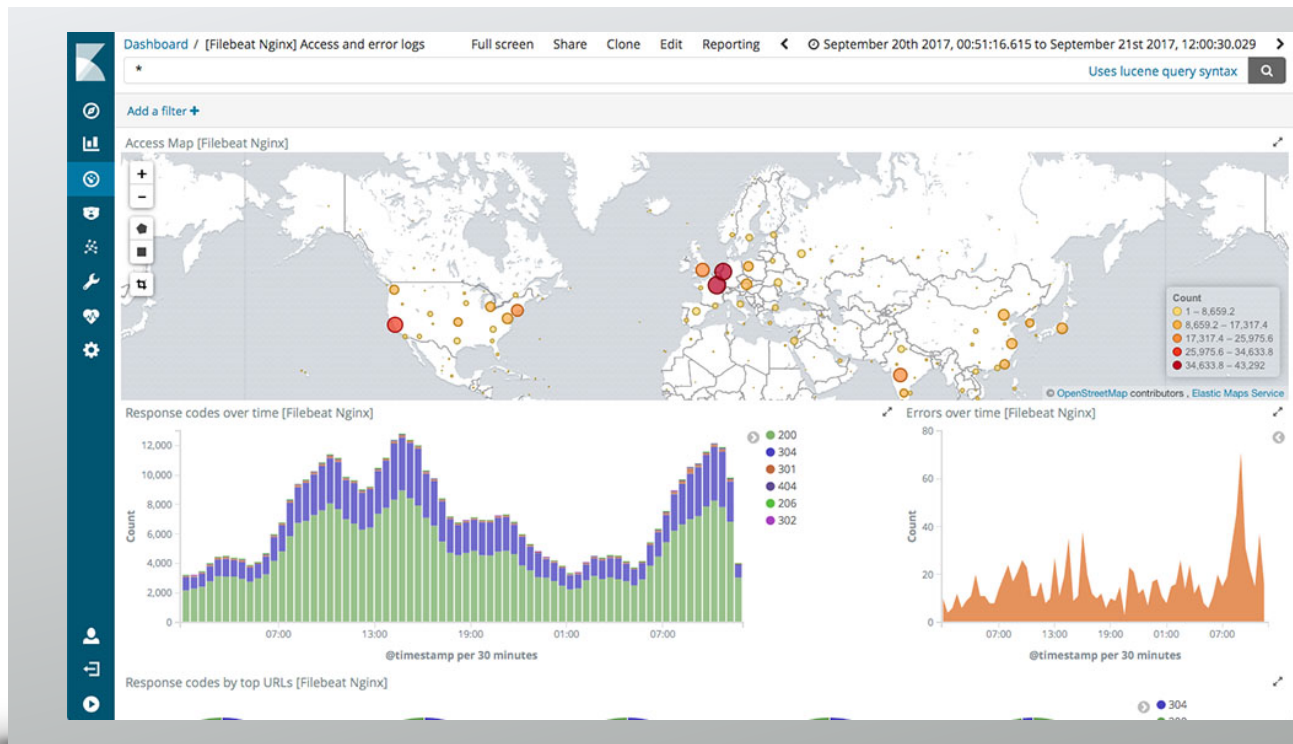 Dashboard / [Filebeat Nginx] Access and error logs Full screen Share Clone Edit Reporting September 20th 2017, 00:51:16.615 to September 21st 2017, 12:00:30.029
*
Uses lucene query syntax
Add a filter +
Access Map [Filebeat Nginx]
+
−
Count
1 – 8,659.2
8,659.2 – 17,317.4
17,317.4 – 25,975.6
25,975.6 – 34,633.8
34,633.8 – 43,292
© OpenStreetMap contributors , Elastic Maps Service
Response codes over time [Filebeat Nginx]
12,000
10,000
8,000
6,000
4,000
2,000
0
Count
07:00 13:00 19:00 01:00 07:00
@timestamp per 30 minutes
200
304
301
404
206
302
Errors over time [Filebeat Nginx]
80
60
40
20
0
Count
07:00 13:00 19:00 01:00 07:00
@timestamp per 30 minutes
Response codes by top URLs [Filebeat Nginx]
304